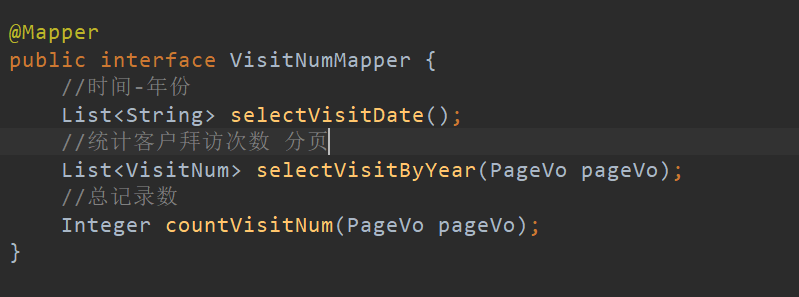 @Mapper
public interface VisitNumMapper {
//时间-年份
List<String> selectVisitDate();
//统计客户拜访次数 分页
List<VisitNum> selectVisitByYear(PageVo pageVo);
//总记录数
Integer countVisitNum(PageVo pageVo);
}